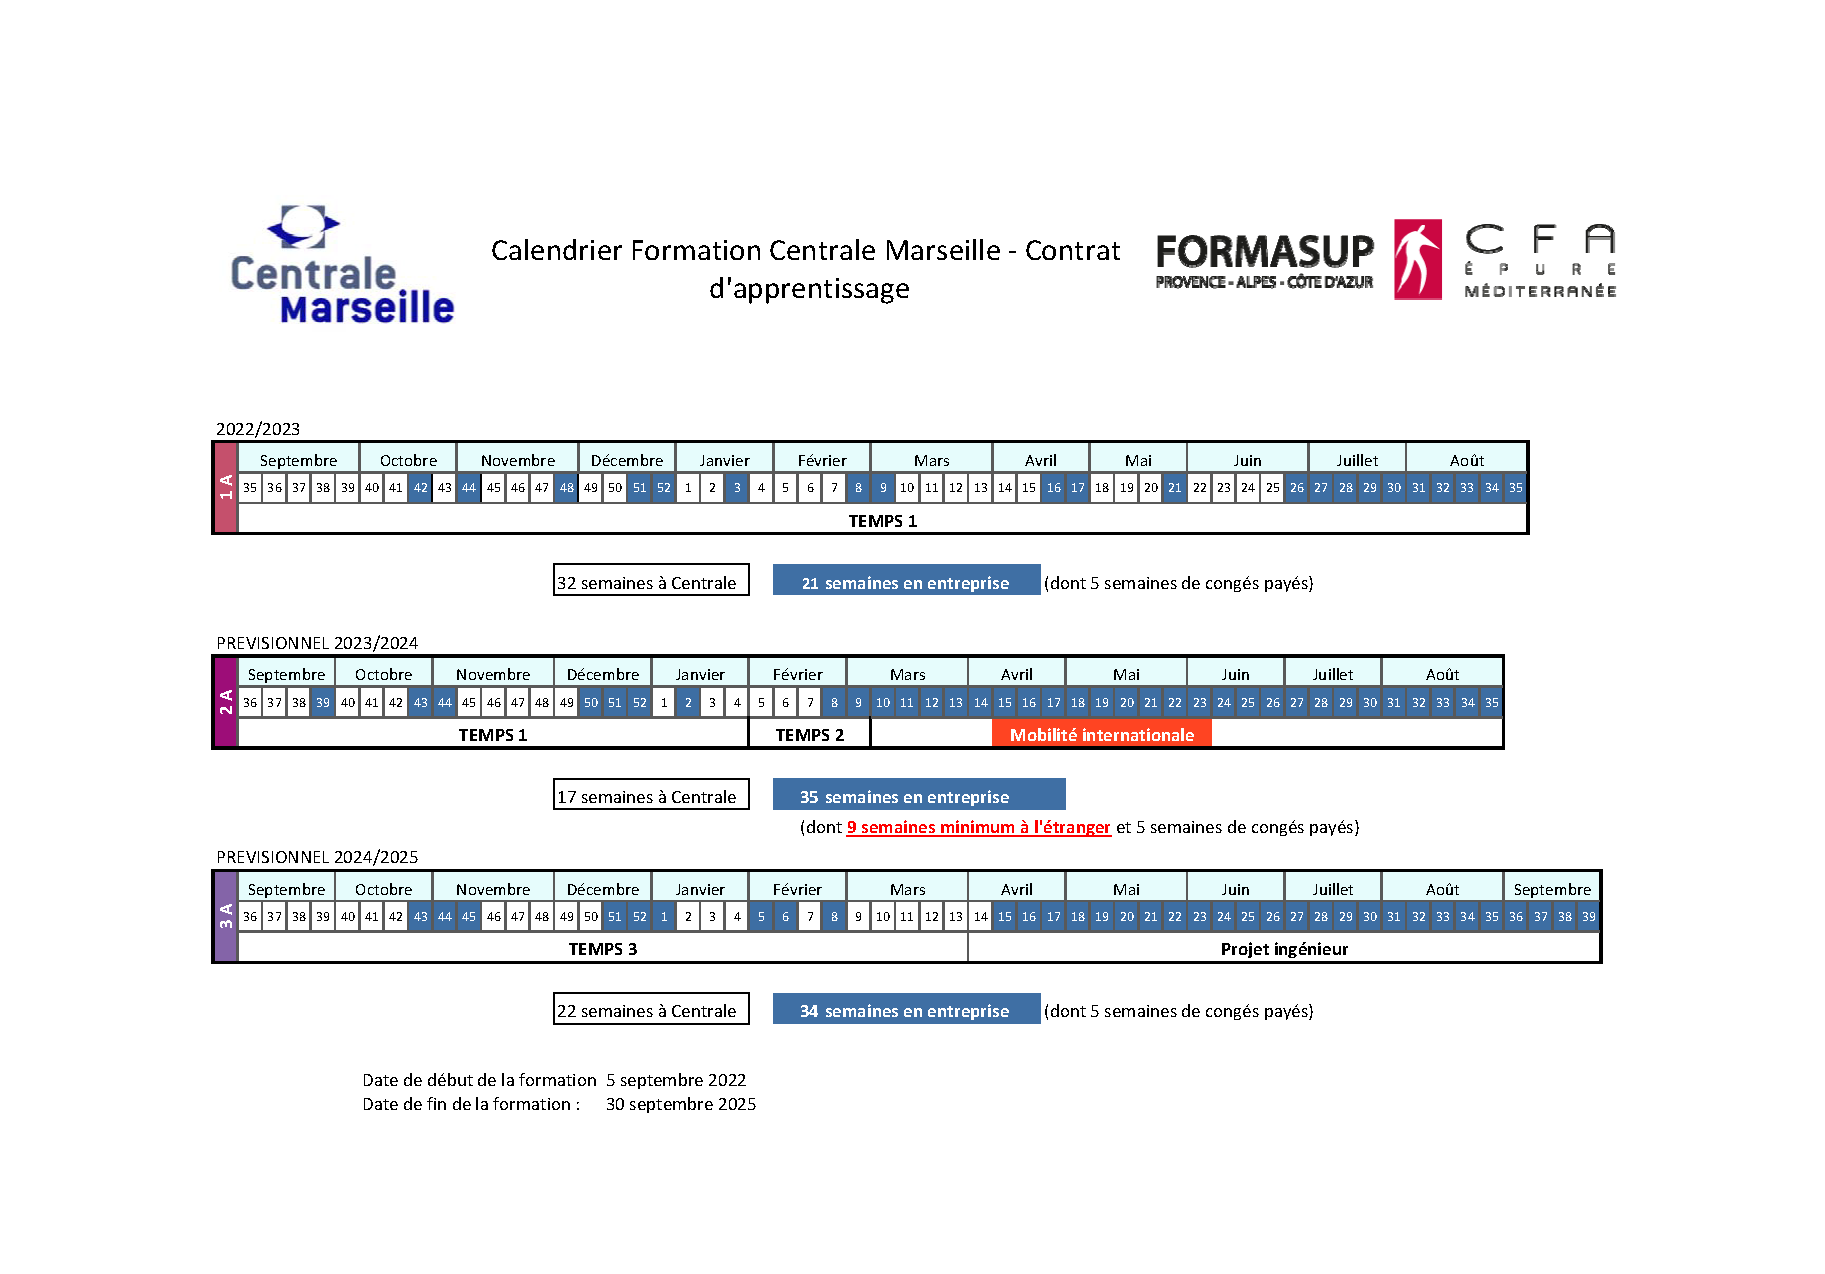 Centrale
Marseille
Calendrier Formation Centrale Marseille - Contrat
d'apprentissage
FORMASUP
PROVENCE - ALPES - CÔTE D'AZUR
CFA
ÉPURE
MÉDITERRANÉE
2022/2023
1 A
Septembre Octobre Novembre Décembre Janvier Février Mars Avril Mai Juin Juillet Août
35 36 37 38 39 40 41 42 43 44 45 46 47 48 49 50 51 52 1 2 3 4 5 6 7 8 9 10 11 12 13 14 15 16 17 18 19 20 21 22 23 24 25 26 27 28 29 30 31 32 33 34 35
TEMPS 1
32 semaines à Centrale 21 semaines en entreprise (dont 5 semaines de congés payés)
PREVISIONNEL 2023/2024
2 A
Septembre Octobre Novembre Décembre Janvier Février Mars Avril Mai Juin Juillet Août
36 37 38 39 40 41 42 43 44 45 46 47 48 49 50 51 52 1 2 3 4 5 6 7 8 9 10 11 12 13 14 15 16 17 18 19 20 21 22 23 24 25 26 27 28 29 30 31 32 33 34 35
TEMPS 1 TEMPS 2 Mobilité internationale
17 semaines à Centrale 35 semaines en entreprise
(dont 9 semaines minimum à l'étranger et 5 semaines de congés payés)
PREVISIONNEL 2024/2025
3 A
Septembre Octobre Novembre Décembre Janvier Février Mars Avril Mai Juin Juillet Août Septembre
36 37 38 39 40 41 42 43 44 45 46 47 48 49 50 51 52 1 2 3 4 5 6 7 8 9 10 11 12 13 14 15 16 17 18 19 20 21 22 23 24 25 26 27 28 29 30 31 32 33 34 35 36 37 38 39
TEMPS 3 Projet ingénieur
22 semaines à Centrale 34 semaines en entreprise (dont 5 semaines de congés payés)
Date de début de la formation 5 septembre 2022
Date de fin de la formation : 30 septembre 2025